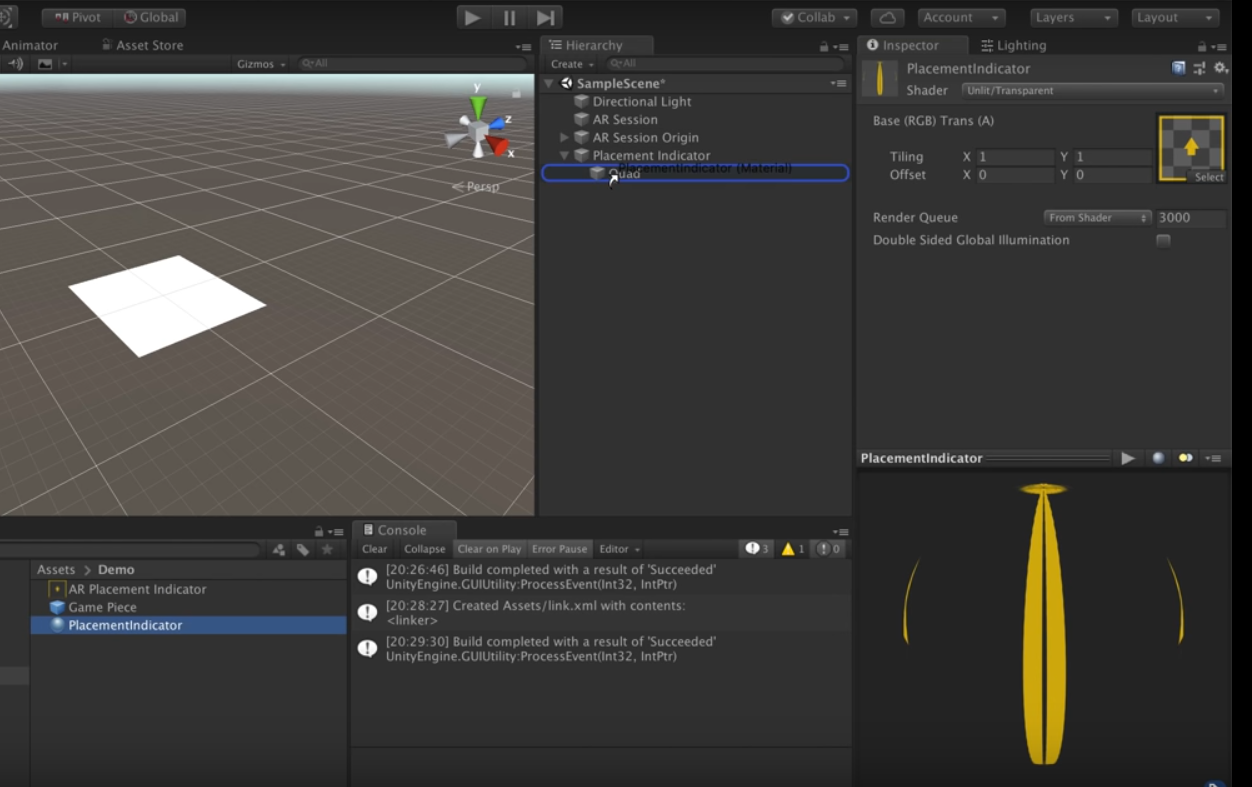 Pivot Global Collab Account Layers Layout
Animator Asset Store
Gizmos All
y
z
x
Persp
Hierarchy
Create All
SampleScene*
Directional Light
AR Session
AR Session Origin
Placement Indicator
Quad
PlacementIndicator (Material)
Inspector Lighting
PlacementIndicator
Shader Unlit/Transparent
Base (RGB) Trans (A)
Tiling X 1 Y 1
Offset X 0 Y 0
Select
Render Queue From Shader 3000
Double Sided Global Illumination
PlacementIndicator
Assets > Demo
AR Placement Indicator
Game Piece
PlacementIndicator
Console
Clear Collapse Clear on Play Error Pause Editor 3 1 0
[20:26:46] Build completed with a result of 'Succeeded'
UnityEngine.GUIUtility:ProcessEvent(Int32, IntPtr)
[20:28:27] Created Assets/link.xml with contents:
<linker>
[20:29:30] Build completed with a result of 'Succeeded'
UnityEngine.GUIUtility:ProcessEvent(Int32, IntPtr)